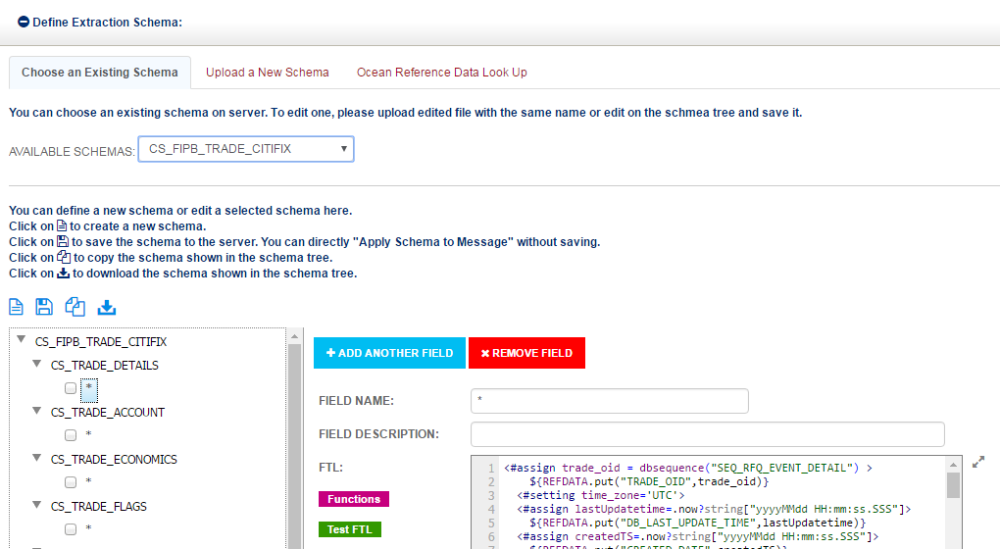 Define Extraction Schema:
Choose an Existing Schema Upload a New Schema Ocean Reference Data Look Up
You can choose an existing schema on server. To edit one, please upload edited file with the same name or edit on the schmea tree and save it.
AVAILABLE SCHEMAS: CS_FIPB_TRADE_CITIFIX
You can define a new schema or edit a selected schema here.
Click on to create a new schema.
Click on to save the schema to the server. You can directly "Apply Schema to Message" without saving.
Click on to copy the schema shown in the schema tree.
Click on to download the schema shown in the schema tree.
CS_FIPB_TRADE_CITIFIX
CS_TRADE_DETAILS
*
CS_TRADE_ACCOUNT
*
CS_TRADE_ECONOMICS
*
CS_TRADE_FLAGS
*
ADD ANOTHER FIELD REMOVE FIELD
FIELD NAME: *
FIELD DESCRIPTION:
FTL:
Functions
Test FTL
1 <#assign trade_oid = dbsequence("SEQ_RFQ_EVENT_DETAIL") >
2 ${REFDATA.put("TRADE_OID",trade_oid)}
3 <#setting time_zone='UTC'>
4 <#assign lastUpdatetime=.now?string["yyyyMMdd HH:mm:ss.SSS"]>
5 ${REFDATA.put("DB_LAST_UPDATE_TIME",lastUpdatetime)}
6 <#assign createdTS=.now?string["yyyyMMdd HH:mm:ss.SSS"]>
7 ${REFDATA.put("CREATED_TIME",createdTS)}